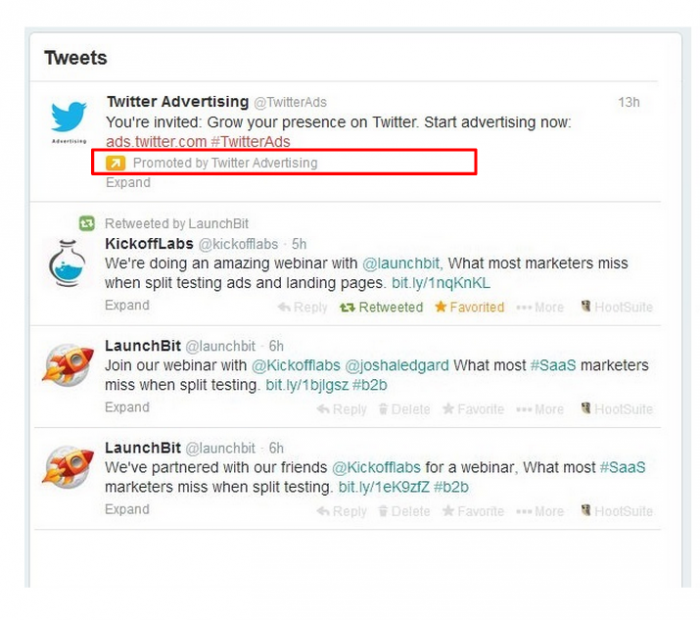 Tweets
Twitter Advertising @TwitterAds 13h
You're invited: Grow your presence on Twitter. Start advertising now:
ads.twitter.com #TwitterAds
Advertising
Promoted by Twitter Advertising
Expand
Retweeted by LaunchBit
KickoffLabs @kickofflabs · 5h
We're doing an amazing webinar with @launchbit, What most marketers miss
when split testing ads and landing pages. bit.ly/1nqKnKL
Expand Reply Retweeted Favorited More HootSuite
LaunchBit @launchbit · 6h
Join our webinar with @Kickofflabs @joshaledgard What most #SaaS marketers
miss when split testing. bit.ly/1bjlgsz #b2b
Expand Reply Delete Favorite More HootSuite
LaunchBit @launchbit · 6h
We've partnered with our friends @Kickofflabs for a webinar, What most #SaaS
marketers miss when split testing. bit.ly/1eK9zfZ #b2b
Expand Reply Delete Favorite More HootSuite